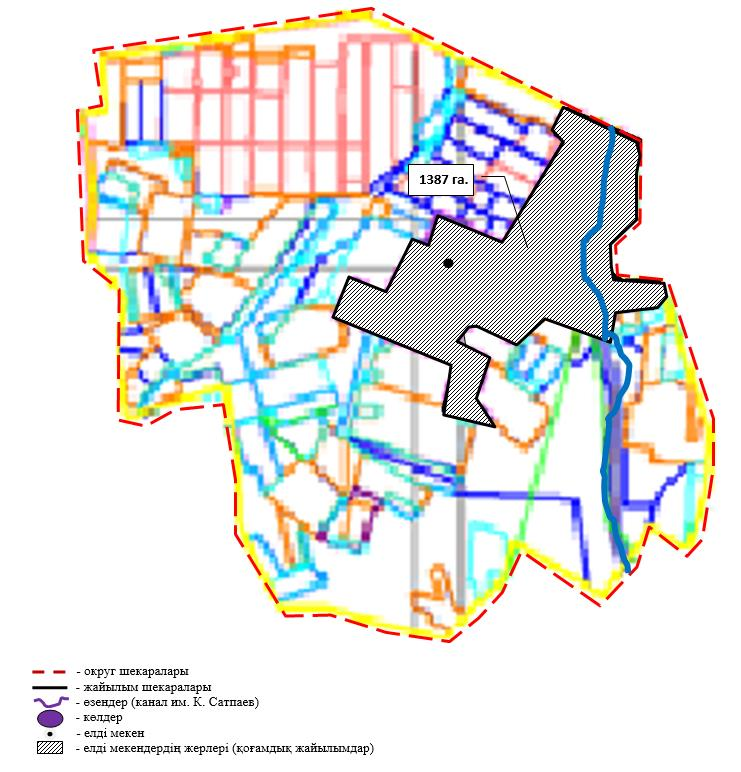 1387 га.
- округ шекаралары
- жайылым шекаралары
- өзендер (канал им. К. Сатпаев)
- көлдер
- елді мекен
- елді мекендердің жерлері (қоғамдық жайылымдар)